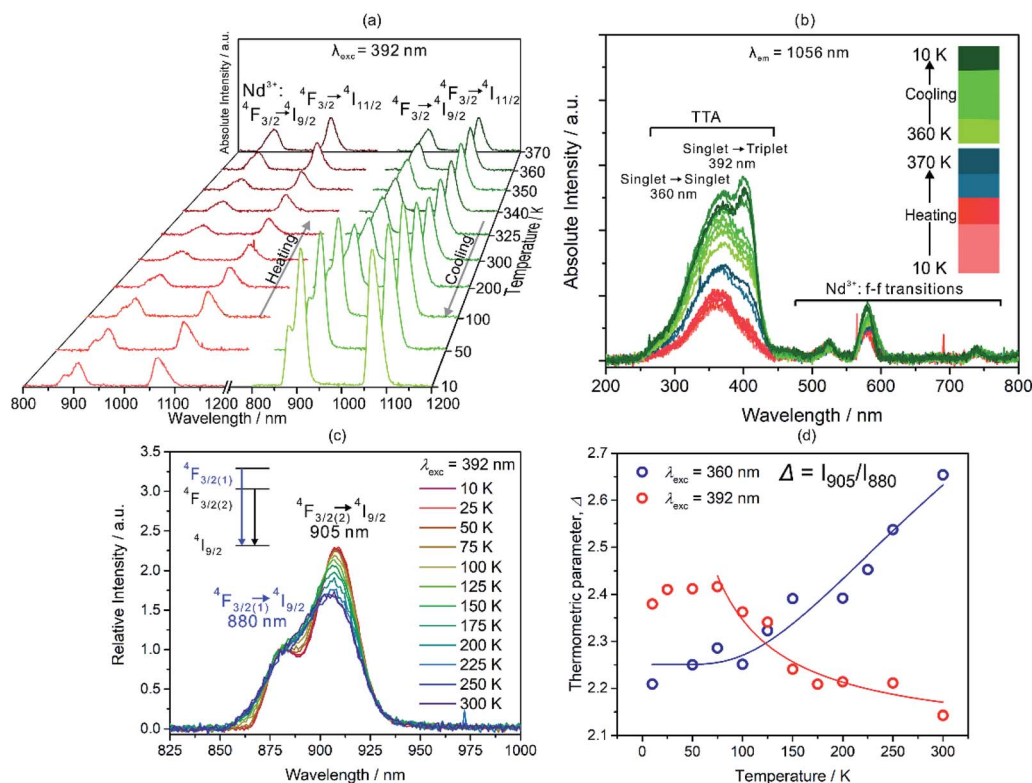 (a)
λexc = 392 nm
Absolute Intensity / a.u.
Nd³⁺:
⁴F₃/₂→⁴I₉/₂
⁴F₃/₂→⁴I₁₁/₂
⁴F₃/₂→⁴I₉/₂
⁴F₃/₂→⁴I₁₁/₂
370
360
350
340
325
300
200
100
50
10
Temperature / K
Heating
Cooling
800 900 1000 1100 1200 800 900 1000 1100 1200
Wavelength / nm Wavelength / nm
(b)
λem = 1056 nm
TTA
Singlet → Triplet
392 nm
Singlet → Singlet
360 nm
10 K
Cooling
360 K
370 K
Heating
10 K
Nd³⁺: f-f transitions
Absolute Intensity / a.u.
200 300 400 500 600 700 800
Wavelength / nm
(c)
3.5
3.0
2.5
2.0
1.5
1.0
0.5
0.0
Relative Intensity / a.u.
⁴F₃/₂₍₁₎
⁴F₃/₂₍₂₎
⁴I₉/₂
λexc = 392 nm
⁴F₃/₂₍₂₎→⁴I₉/₂
905 nm
⁴F₃/₂₍₁₎→⁴I₉/₂
880 nm
10 K
25 K
50 K
75 K
100 K
125 K
150 K
175 K
200 K
225 K
250 K
300 K
825 850 875 900 925 950 975 1000
Wavelength / nm
(d)
2.7
2.6
2.5
2.4
2.3
2.2
2.1
Thermometric parameter, Δ
λexc = 360 nm
λexc = 392 nm
Δ = I₉₀₅/I₈₈₀
0 25 50 75 100 125 150 175 200 225 250 275 300
Temperature / K